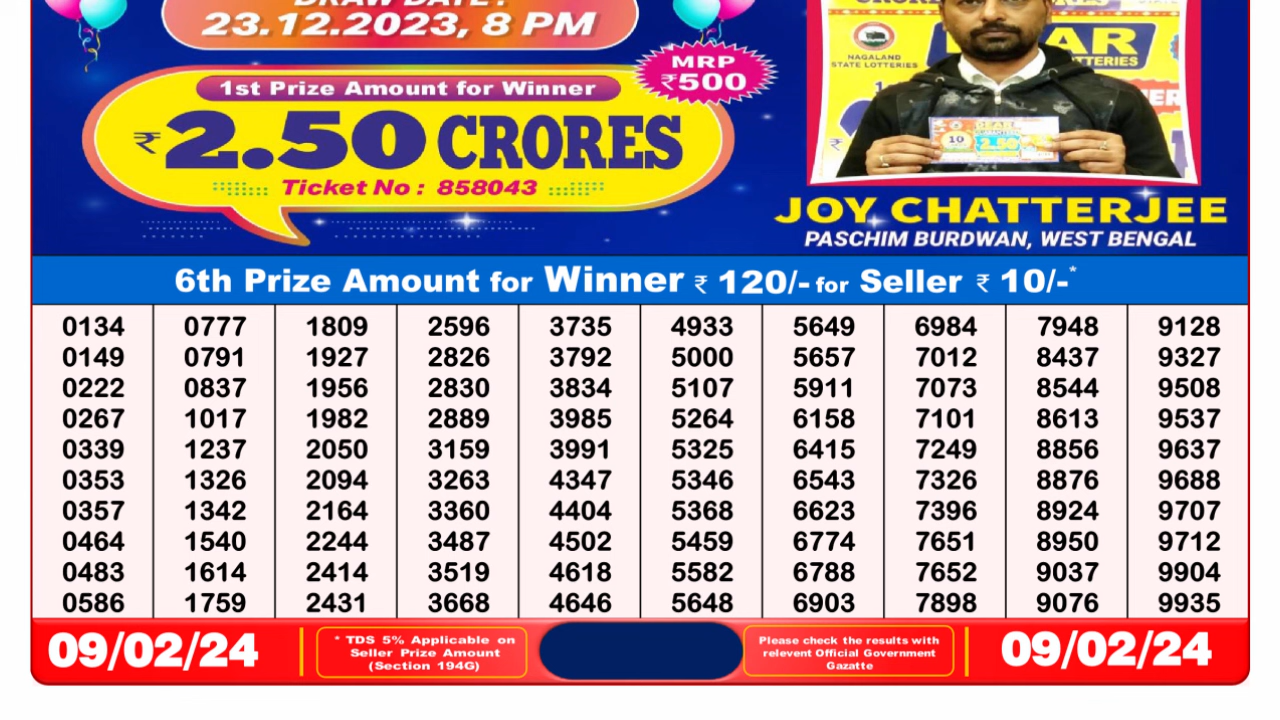 DRAW DATE :
23.12.2023, 8 PM
MRP
₹500
1st Prize Amount for Winner
₹2.50 CRORES
Ticket No : 858043
NAGALAND
STATE LOTTERIES
DEAR
LOTTERIES
10
2.50
JOY CHATTERJEE
PASCHIM BURDWAN, WEST BENGAL
6th Prize Amount for Winner ₹ 120/- for Seller ₹ 10/-*
0134 0777 1809 2596 3735 4933 5649 6984 7948 9128
0149 0791 1927 2826 3792 5000 5657 7012 8437 9327
0222 0837 1956 2830 3834 5107 5911 7073 8544 9508
0267 1017 1982 2889 3985 5264 6158 7101 8613 9537
0339 1237 2050 3159 3991 5325 6415 7249 8856 9637
0353 1326 2094 3263 4347 5346 6543 7326 8876 9688
0357 1342 2164 3360 4404 5368 6623 7396 8924 9707
0464 1540 2244 3487 4502 5459 6774 7651 8950 9712
0483 1614 2414 3519 4618 5582 6788 7652 9037 9904
0586 1759 2431 3668 4646 5648 6903 7898 9076 9935
09/02/24
* TDS 5% Applicable on
Seller Prize Amount
(Section 194G)
Please check the results with
relevent Official Government
Gazatte
09/02/24